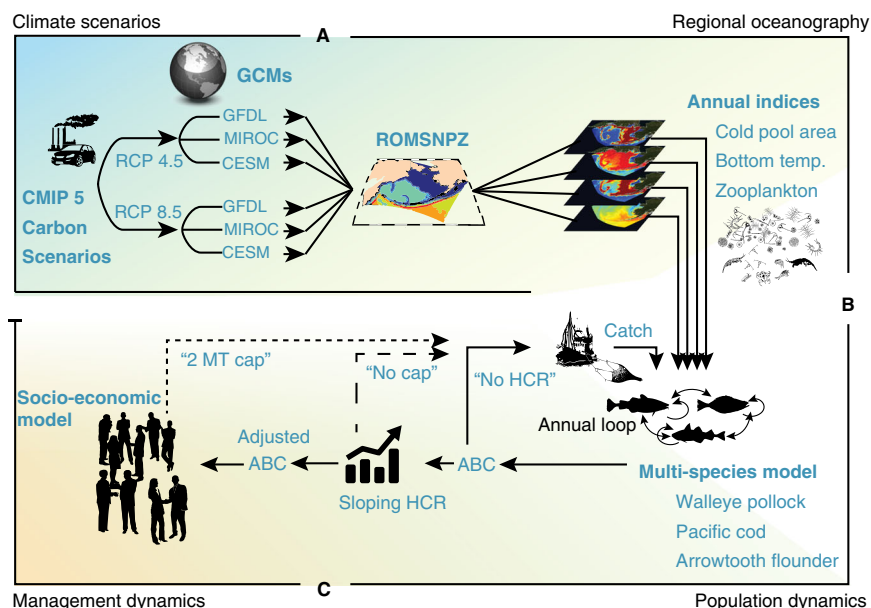 Climate scenarios
Regional oceanography
A
GCMs
GFDL
MIROC
CESM
RCP 4.5
CMIP 5
Carbon
Scenarios
RCP 8.5
GFDL
MIROC
CESM
ROMSNPZ
Annual indices
Cold pool area
Bottom temp.
Zooplankton
B
"2 MT cap"
"No cap"
"No HCR"
Catch
Socio-economic
model
Annual loop
Adjusted
ABC
Sloping HCR
ABC
Multi-species model
Walleye pollock
Pacific cod
Arrowtooth flounder
C
Management dynamics
Population dynamics